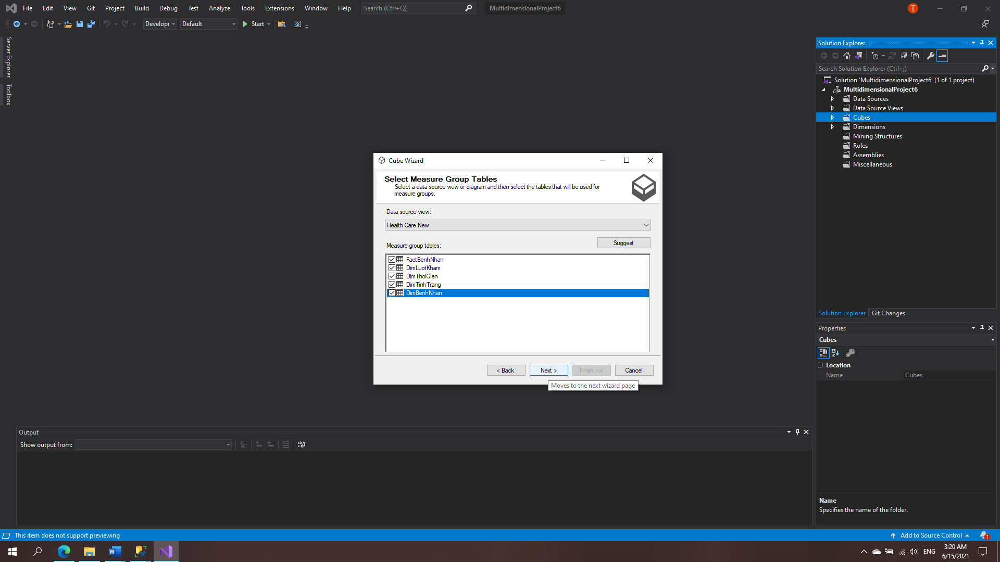 File Edit View Git Project Build Debug Test Analyze Tools Extensions Window Help Search (Ctrl+Q) MultidimensionalProject6 T
Develop Default Start
Server Explorer
Toolbox
Solution Explorer
Search Solution Explorer (Ctrl+;)
Solution 'MultidimensionalProject6' (1 of 1 project)
MultidimensionalProject6
Data Sources
Data Source Views
Cubes
Dimensions
Mining Structures
Roles
Assemblies
Miscellaneous
Solution Explorer Git Changes
Properties
Cubes
Location
Name Cubes
Name
Specifies the name of the folder.
Cube Wizard
Select Measure Group Tables
Select a data source view or diagram and then select the tables that will be used for
measure groups.
Data source view:
Health Care New
Suggest
Measure group tables:
FactBenhNhan
DimLuotKham
DimThoiGian
DimTinhTrang
DimBenhNhan
< Back Next > Finish >>| Cancel
Moves to the next wizard page
Output
Show output from:
This item does not support previewing
Add to Source Control 1
ENG
3:20 AM
6/15/2021